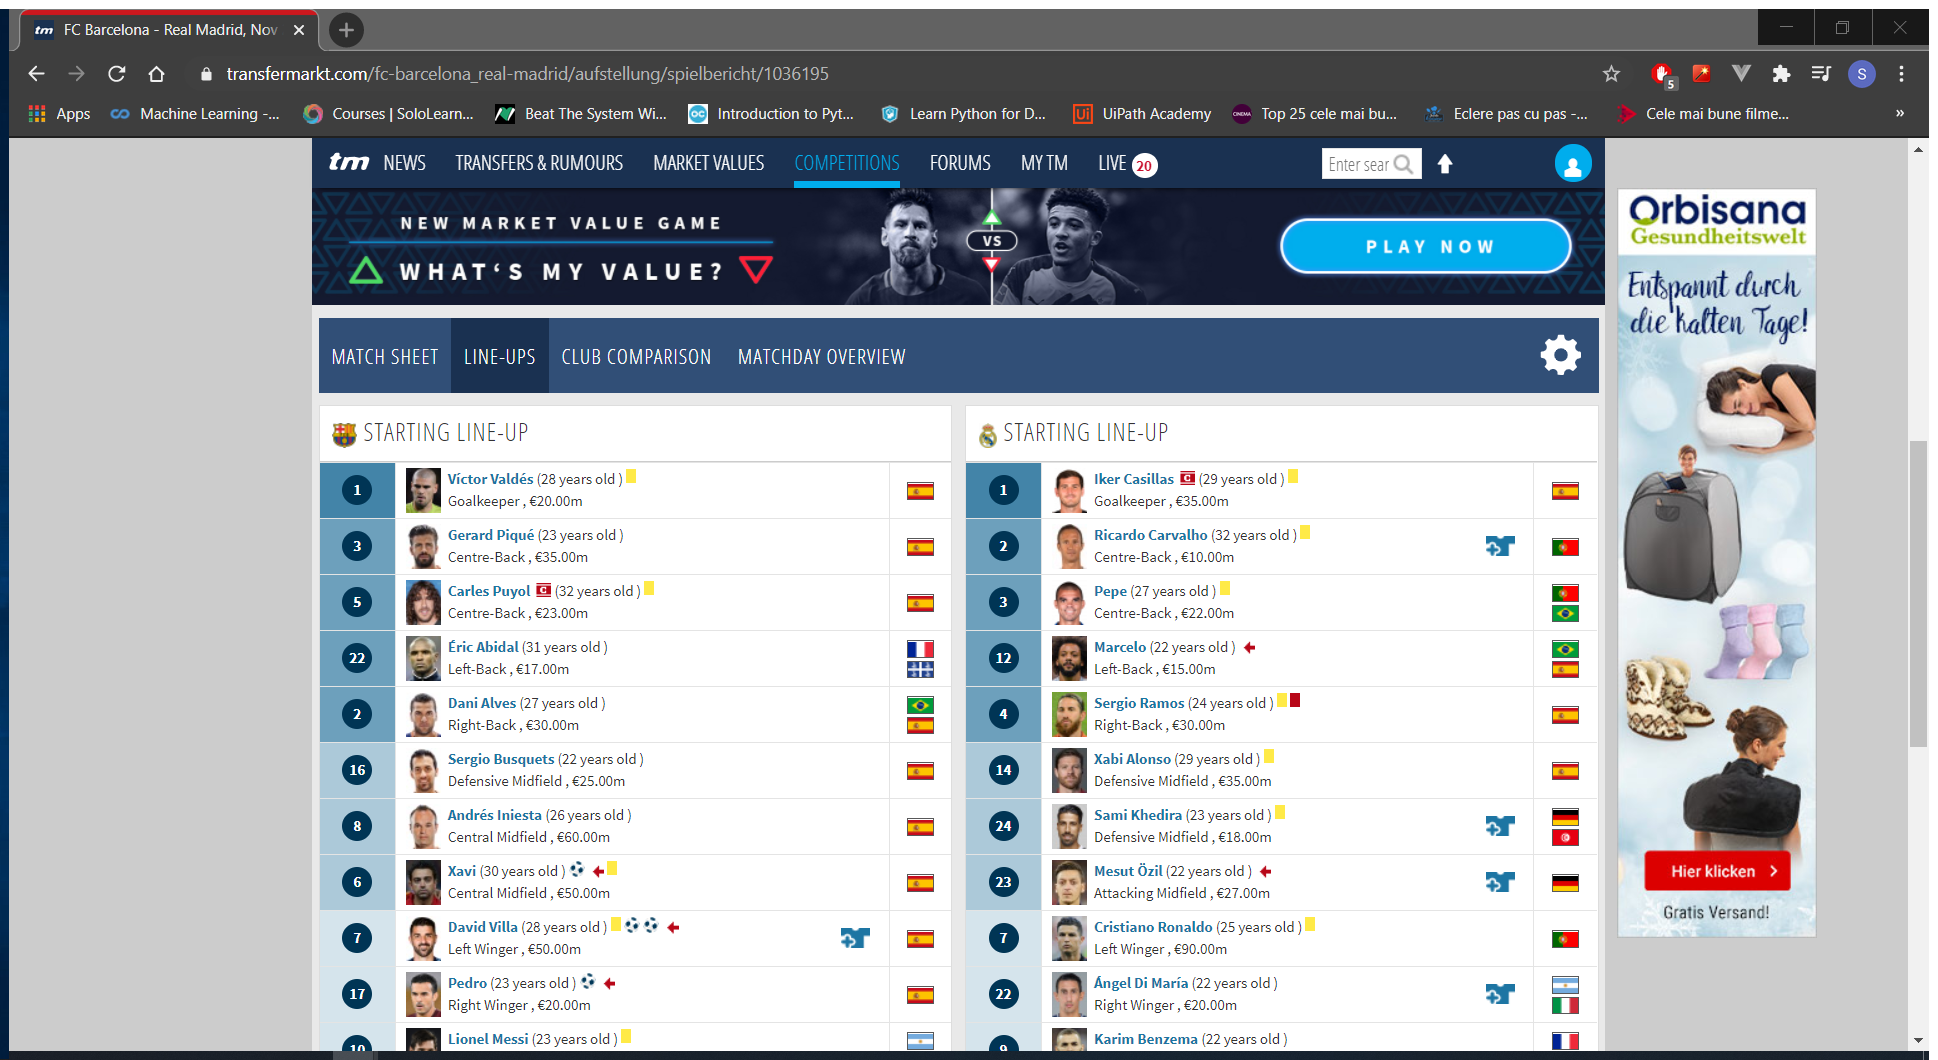 tm FC Barcelona - Real Madrid, Nov
transfermarkt.com/fc-barcelona_real-madrid/aufstellung/spielbericht/1036195
5
S
Apps Machine Learning -... Courses | SoloLearn... Beat The System Wi... Introduction to Pyt... Learn Python for D... UiPath Academy Top 25 cele mai bu... Eclere pas cu pas -... Cele mai bune filme... »
tm NEWS TRANSFERS & RUMOURS MARKET VALUES COMPETITIONS FORUMS MY TM LIVE 20 Enter sear
NEW MARKET VALUE GAME
WHAT'S MY VALUE?
VS
PLAY NOW
MATCH SHEET LINE-UPS CLUB COMPARISON MATCHDAY OVERVIEW
STARTING LINE-UP
1 Víctor Valdés (28 years old )
Goalkeeper , €20.00m
3 Gerard Piqué (23 years old )
Centre-Back , €35.00m
5 Carles Puyol (32 years old )
Centre-Back , €23.00m
22 Éric Abidal (31 years old )
Left-Back , €17.00m
2 Dani Alves (27 years old )
Right-Back , €30.00m
16 Sergio Busquets (22 years old )
Defensive Midfield , €25.00m
8 Andrés Iniesta (26 years old )
Central Midfield , €60.00m
6 Xavi (30 years old )
Central Midfield , €50.00m
7 David Villa (28 years old )
Left Winger , €50.00m
17 Pedro (23 years old )
Right Winger , €20.00m
10 Lionel Messi (23 years old )
STARTING LINE-UP
1 Iker Casillas (29 years old )
Goalkeeper , €35.00m
2 Ricardo Carvalho (32 years old )
Centre-Back , €10.00m
3 Pepe (27 years old )
Centre-Back , €22.00m
12 Marcelo (22 years old )
Left-Back , €15.00m
4 Sergio Ramos (24 years old )
Right-Back , €30.00m
14 Xabi Alonso (29 years old )
Defensive Midfield , €35.00m
24 Sami Khedira (23 years old )
Defensive Midfield , €18.00m
23 Mesut Özil (22 years old )
Attacking Midfield , €27.00m
7 Cristiano Ronaldo (25 years old )
Left Winger , €90.00m
22 Ángel Di María (22 years old )
Right Winger , €20.00m
9 Karim Benzema (22 years old )
Orbisana
Gesundheitswelt
Entspannt durch
die kalten Tage!
Hier klicken
Gratis Versand!